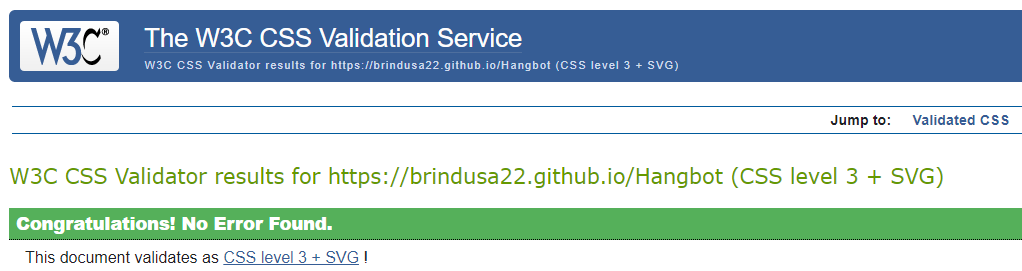 W3C®
The W3C CSS Validation Service
W3C CSS Validator results for https://brindusa22.github.io/Hangbot (CSS level 3 + SVG)
Jump to: Validated CSS
W3C CSS Validator results for https://brindusa22.github.io/Hangbot (CSS level 3 + SVG)
Congratulations! No Error Found.
This document validates as CSS level 3 + SVG !